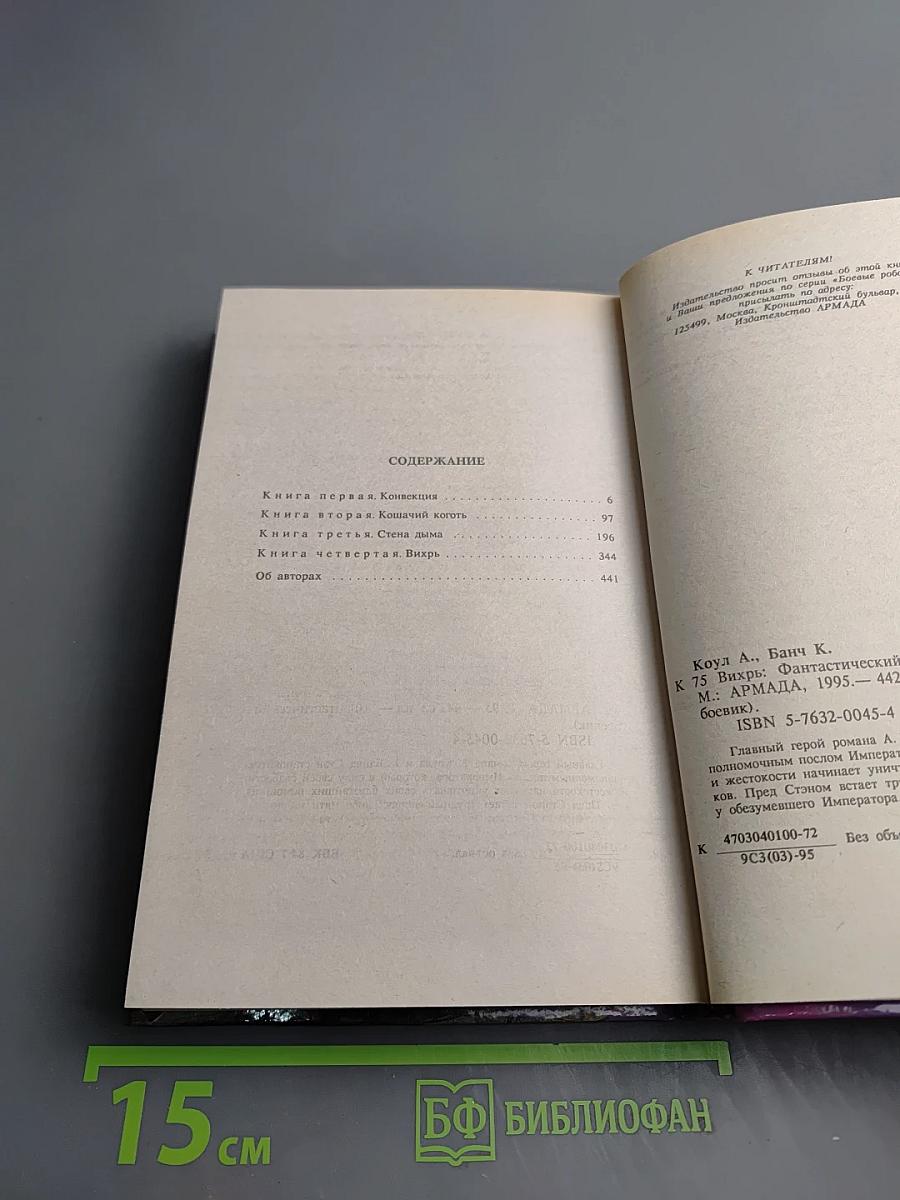 СОДЕРЖАНИЕ
Книга первая. Конвекция . . . . . . . . . . . . . . . . . . . . . 6
Книга вторая. Кошачий коготь . . . . . . . . . . . . . . . . 97
Книга третья. Стена дыма . . . . . . . . . . . . . . . . . . 196
Книга четвертая. Вихрь . . . . . . . . . . . . . . . . . . . . 344
Об авторах . . . . . . . . . . . . . . . . . . . . . . . . . . . . . . . . 441
К ЧИТАТЕЛЯМ!
Издательство просит отзывы об этой кни
и Ваши предложения по серии «Боевые робо
присылать по адресу:
125499, Москва, Кронштадтский бульвар,
Издательство АРМАДА
Коул А., Банч К.
К 75 Вихрь: Фантастический
М.: АРМАДА, 1995.— 442
боевик).
ISBN 5-7632-0045-4
Главный герой романа А.
полномочным послом Императ
и жестокости начинает унич
ков. Пред Стэном встает тру
у обезумевшего Императора
К 4703040100-72 Без объ
9С3(03)-95
15 см
БФ БИБЛИОФАН